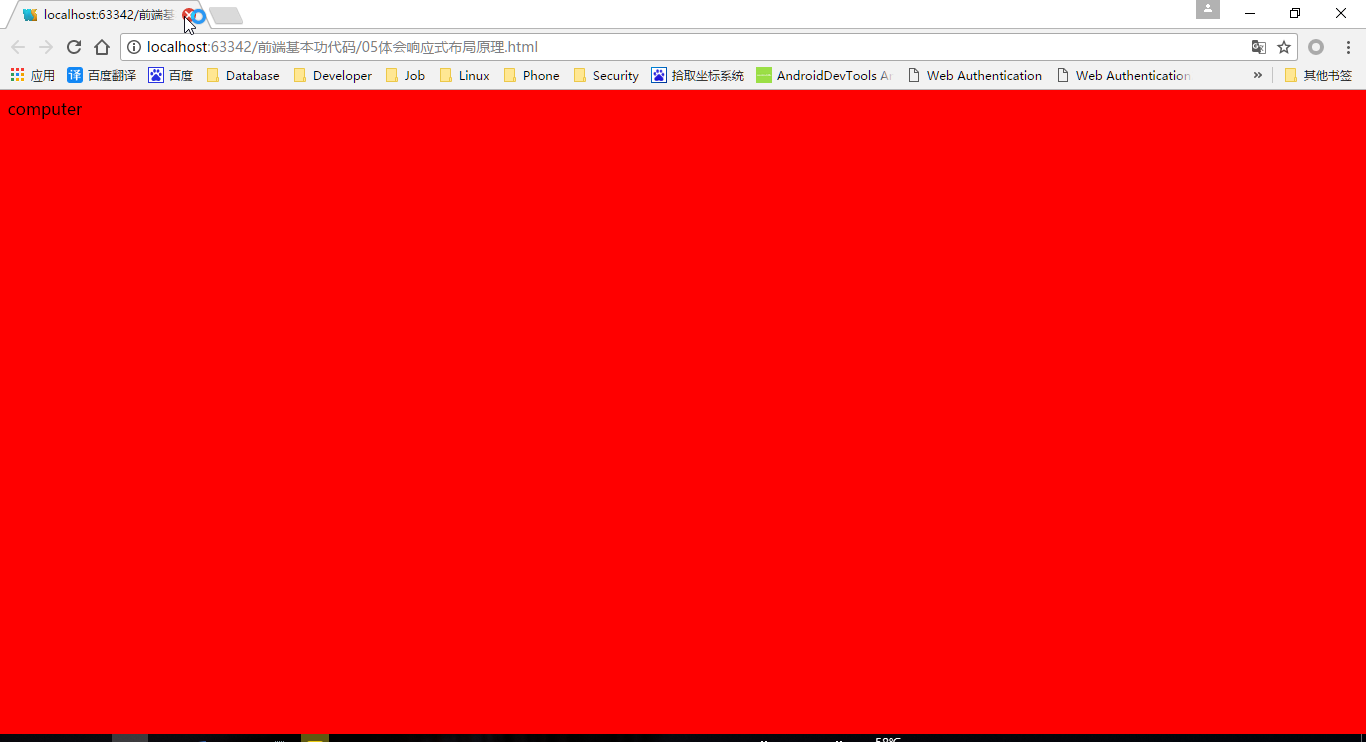 localhost:63342/前端基
localhost:63342/前端基本功代码/05体会响应式布局原理.html
应用 百度翻译 百度 Database Developer Job Linux Phone Security 拾取坐标系统 AndroidDevTools Web Authentication Web Authentication » 其他书签
computer